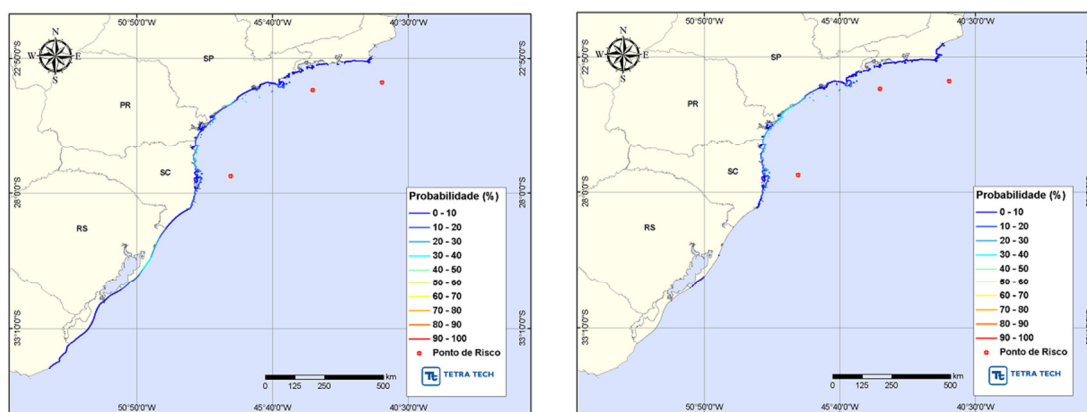 50°50'0"W 45°40'0"W 40°30'0"W
N
W E
S
22°50'0"S
SP
PR
SC
28°0'0"S
RS
33°10'0"S
Probabilidade (%)
0 - 10
10 - 20
20 - 30
30 - 40
40 - 50
50 - 60
60 - 70
70 - 80
80 - 90
90 - 100
Ponto de Risco
0 125 250 500
km
Tt TETRA TECH
50°50'0"W 45°40'0"W 40°30'0"W
50°50'0"W 45°40'0"W 40°30'0"W
N
W E
S
22°50'0"S
SP
PR
SC
28°0'0"S
RS
33°10'0"S
Probabilidade (%)
0 - 10
10 - 20
20 - 30
30 - 40
40 - 50
50 - 60
60 - 70
70 - 80
80 - 90
90 - 100
Ponto de Risco
0 125 250 500
km
Tt TETRA TECH
50°50'0"W 45°40'0"W 40°30'0"W